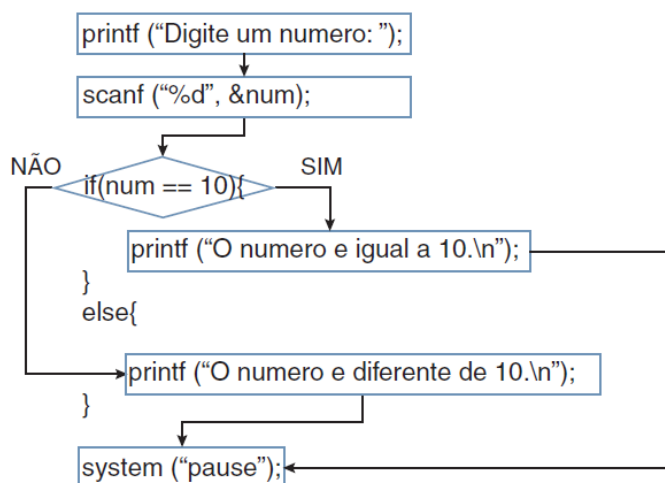 printf (“Digite um numero: ”);
scanf (“%d”, &num);
NÃO
SIM
if(num == 10){
printf (“O numero e igual a 10.\n”);
}
else{
printf (“O numero e diferente de 10.\n”);
}
system (“pause”);